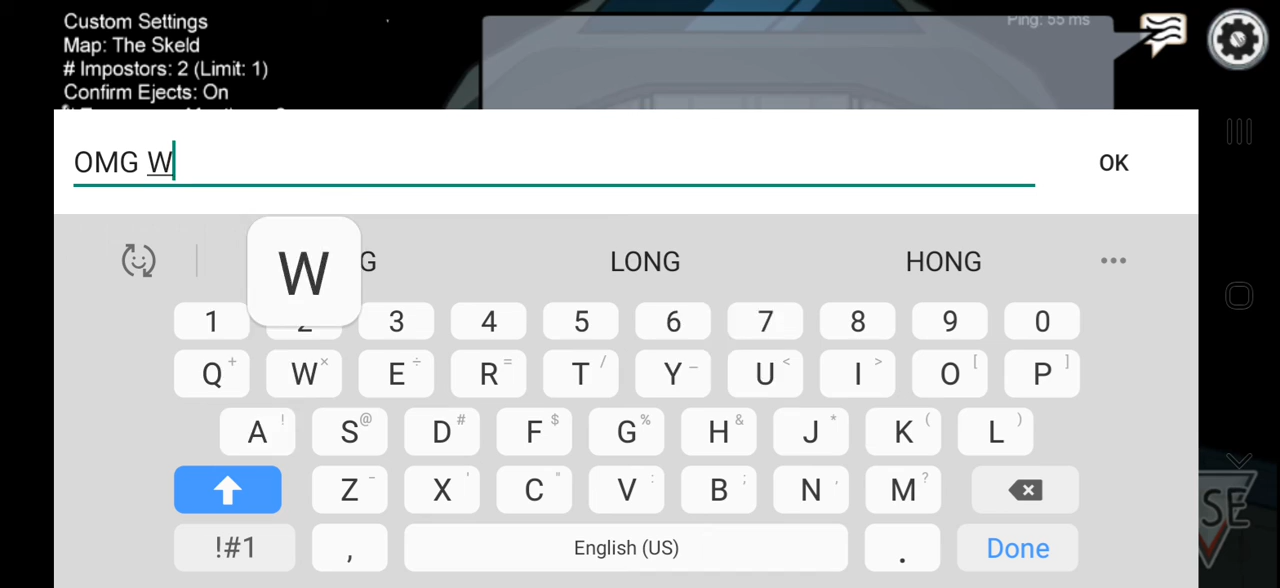 Custom Settings
Map: The Skeld
# Impostors: 2 (Limit: 1)
Confirm Ejects: On
Ping: 55 ms
OMG W
OK
W
G LONG HONG
1 2 3 4 5 6 7 8 9 0
Q + W × E ÷ R = T / Y _ U < I > O [ P ]
A ! S @ D # F $ G % H & J * K ( L )
Z - X ' C " V : B ; N , M ?
!#1 , English (US) . Done